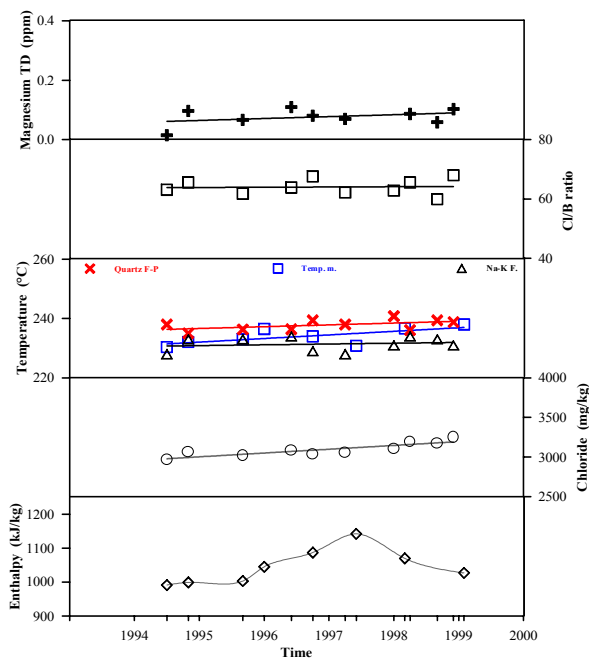 Magnesium TD (ppm)
0.4
0.2
0.0
80
60
40
Cl/B ratio
Temperature (°C)
260
240
220
Quartz F-P
Temp. m.
Na-K F.
4000
3500
3000
2500
Chloride (mg/kg)
Enthalpy (kJ/kg)
1200
1100
1000
900
1994 1995 1996 1997 1998 1999 2000
Time